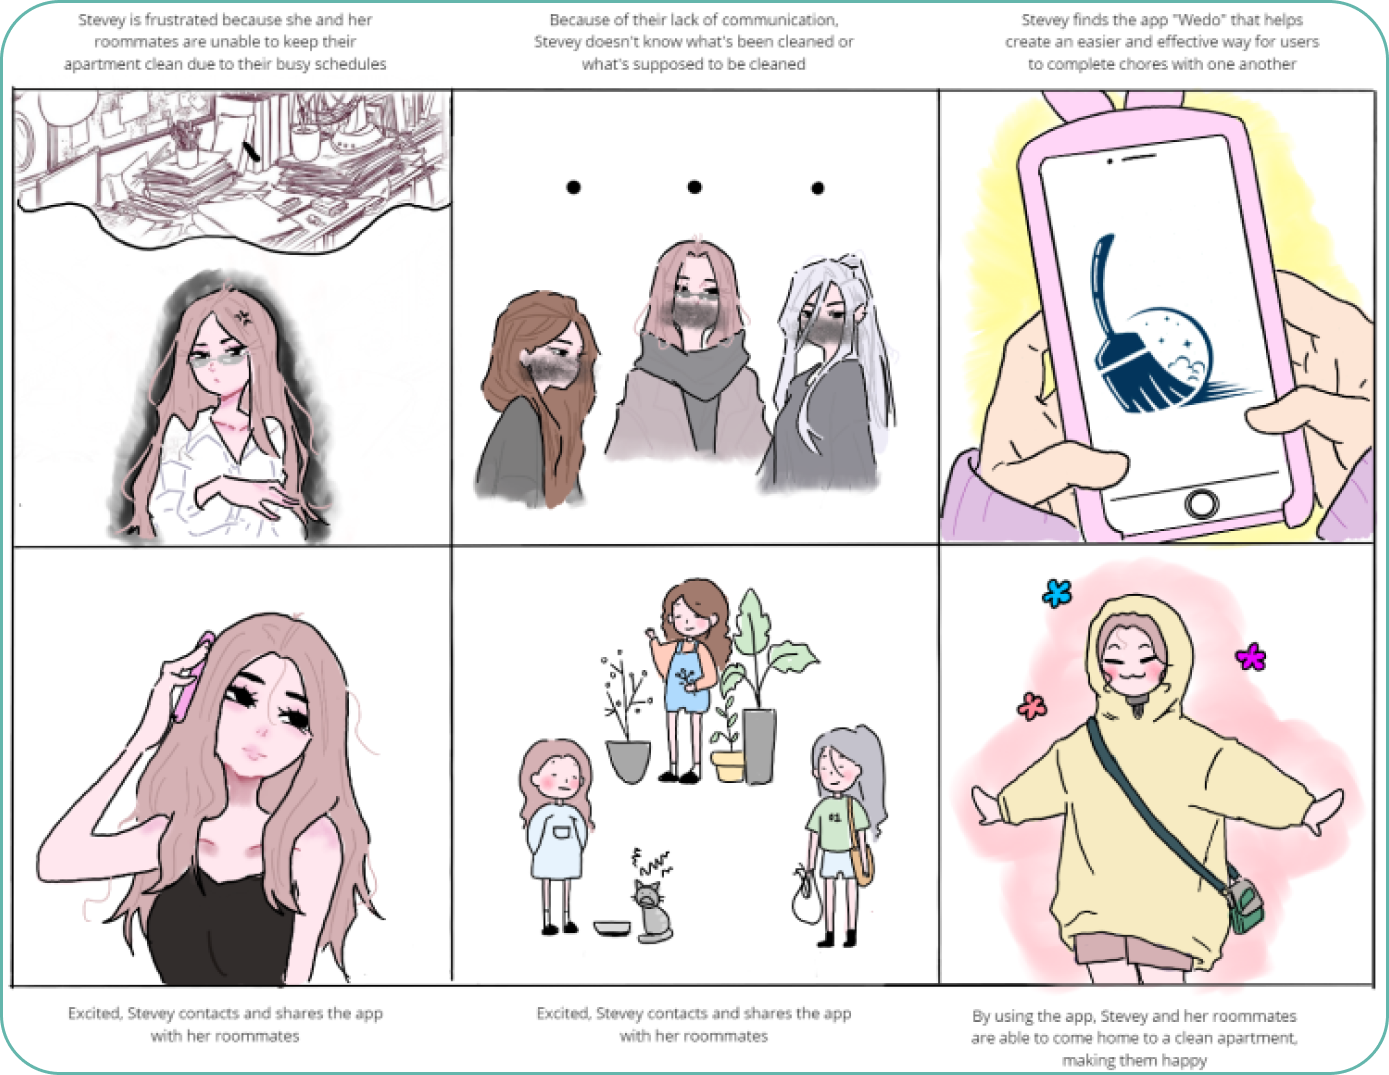 Stevey is frustrated because she and her
roommates are unable to keep their
apartment clean due to their busy schedules
Because of their lack of communication,
Stevey doesn't know what's been cleaned or
what's supposed to be cleaned
Stevey finds the app "Wedo" that helps
create an easier and effective way for users
to complete chores with one another
#1
Excited, Stevey contacts and shares the app
with her roommates
Excited, Stevey contacts and shares the app
with her roommates
By using the app, Stevey and her roommates
are able to come home to a clean apartment,
making them happy